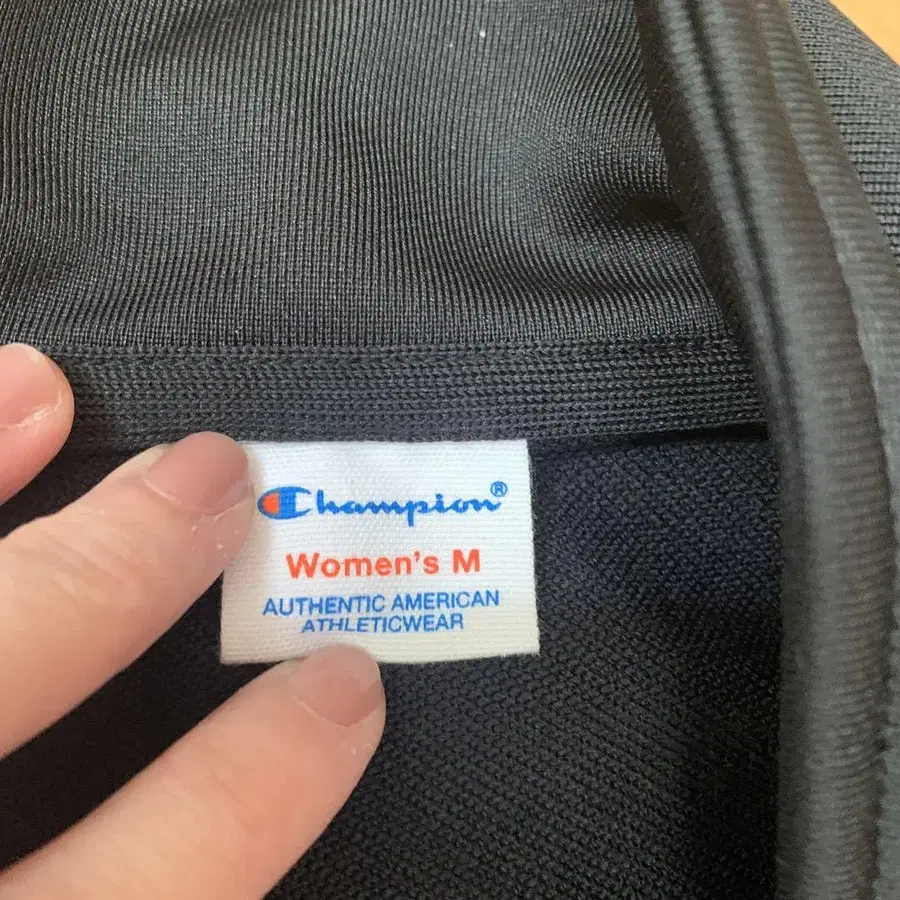 Champion®
Women's M
AUTHENTIC AMERICAN
ATHLETICWEAR